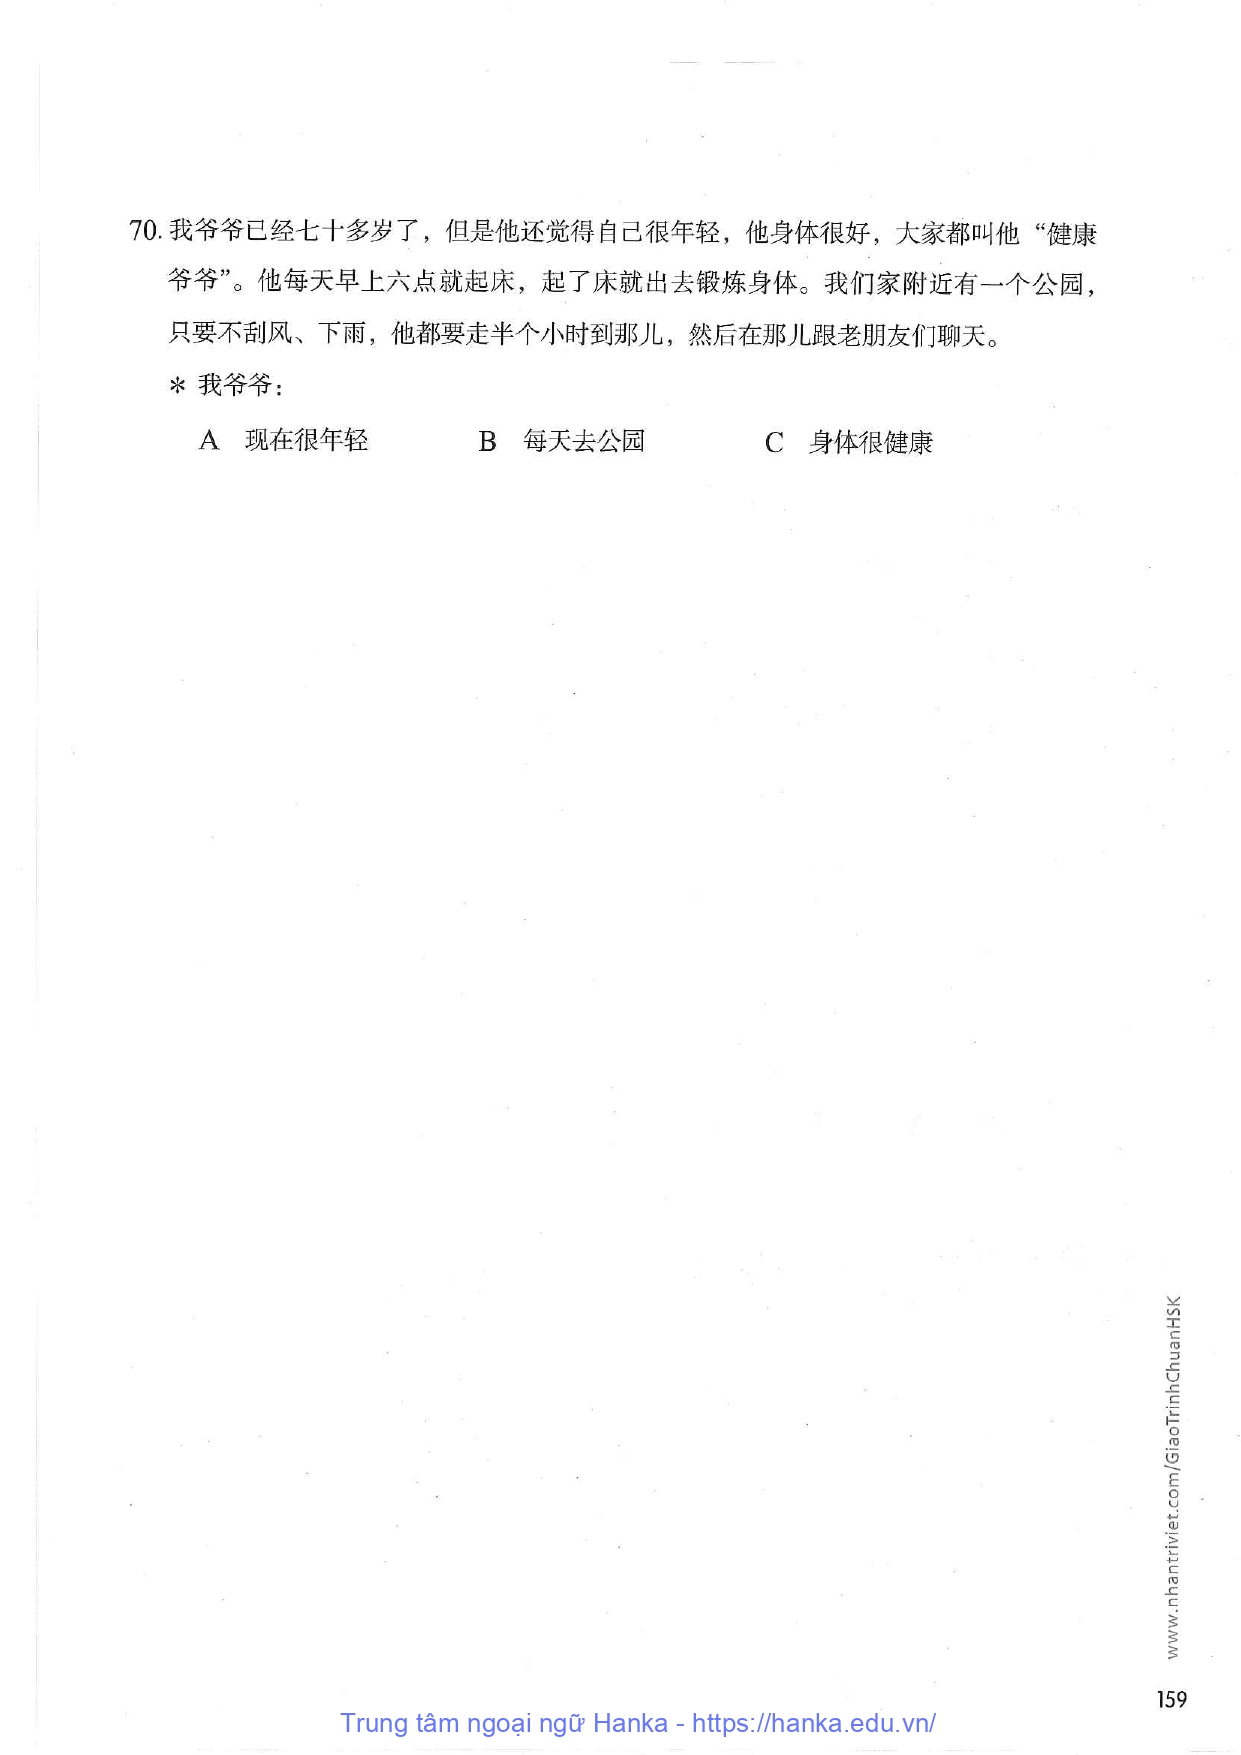 70. 我爷爷已经七十多岁了，但是他还觉得自己很年轻，他身体很好，大家都叫他“健康
爷爷”。他每天早上六点就起床，起了床就出去锻炼身体。我们家附近有一个公园，
只要不刮风、下雨，他都要走半个小时到那儿，然后在那儿跟老朋友们聊天。
* 我爷爷：
A 现在很年轻 B 每天去公园 C 身体很健康
www.nhantriviet.com/GiaoTrinhChuanHSK
159
Trung tâm ngoại ngữ Hanka - https://hanka.edu.vn/